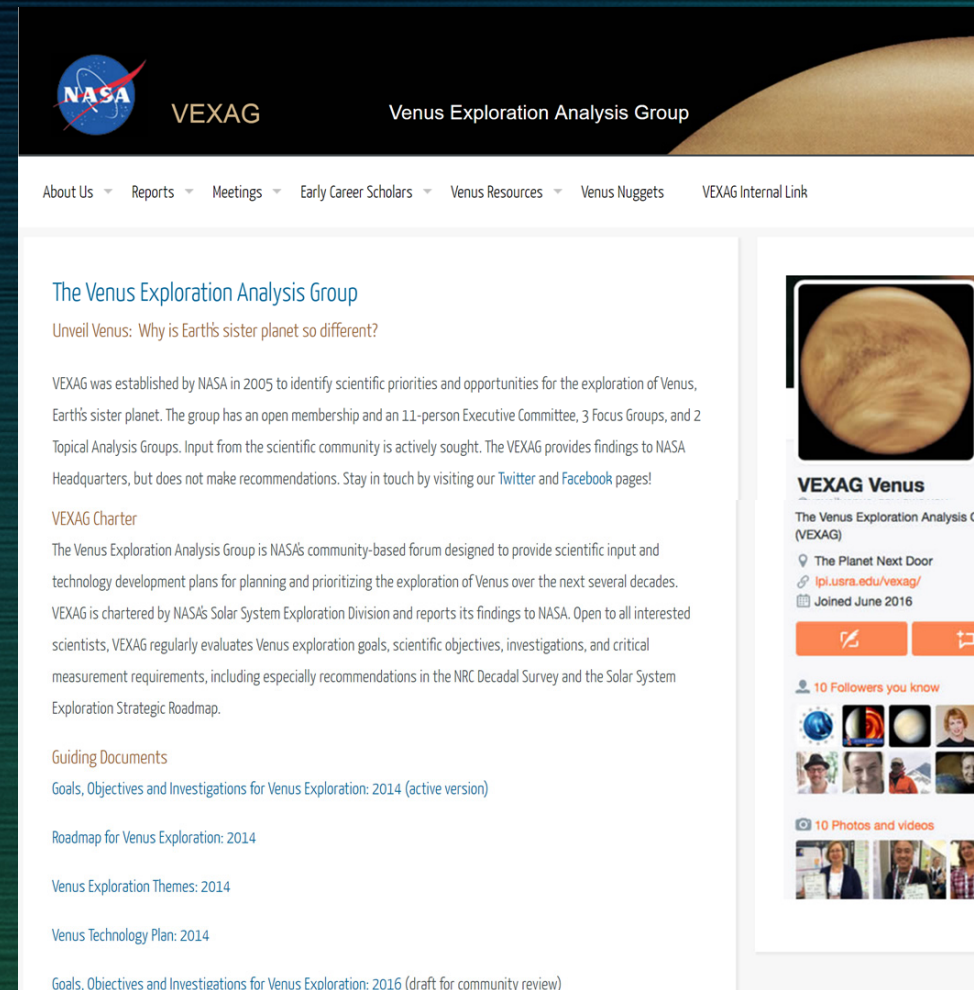 NASA
VEXAG
Venus Exploration Analysis Group
About Us
Reports
Meetings
Early Career Scholars
Venus Resources
Venus Nuggets
VEXAG Internal Link
The Venus Exploration Analysis Group
Unveil Venus: Why is Earth's sister planet so different?
VEXAG was established by NASA in 2005 to identify scientific priorities and opportunities for the exploration of Venus,
Earth's sister planet. The group has an open membership and an 11-person Executive Committee, 3 Focus Groups, and 2
Topical Analysis Groups. Input from the scientific community is actively sought. The VEXAG provides findings to NASA
Headquarters, but does not make recommendations. Stay in touch by visiting our Twitter and Facebook pages!
VEXAG Charter
The Venus Exploration Analysis Group is NASA's community-based forum designed to provide scientific input and
technology development plans for planning and prioritizing the exploration of Venus over the next several decades.
VEXAG is chartered by NASA's Solar System Exploration Division and reports its findings to NASA. Open to all interested
scientists, VEXAG regularly evaluates Venus exploration goals, scientific objectives, investigations, and critical
measurement requirements, including especially recommendations in the NRC Decadal Survey and the Solar System
Exploration Strategic Roadmap.
Guiding Documents
Goals, Objectives and Investigations for Venus Exploration: 2014 (active version)
Roadmap for Venus Exploration: 2014
Venus Exploration Themes: 2014
Venus Technology Plan: 2014
Goals, Objectives and Investigations for Venus Exploration: 2016 (draft for community review)
VEXAG Venus
The Venus Exploration Analysis
(VEXAG)
The Planet Next Door
lpi.usra.edu/vexag/
Joined June 2016
10 Followers you know
10 Photos and videos